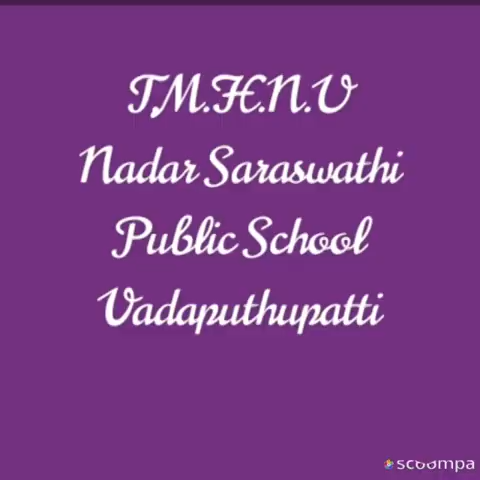 T.M.H.N.U
Nadar Saraswathi
Public School
Vadaputhupatti
scoompa